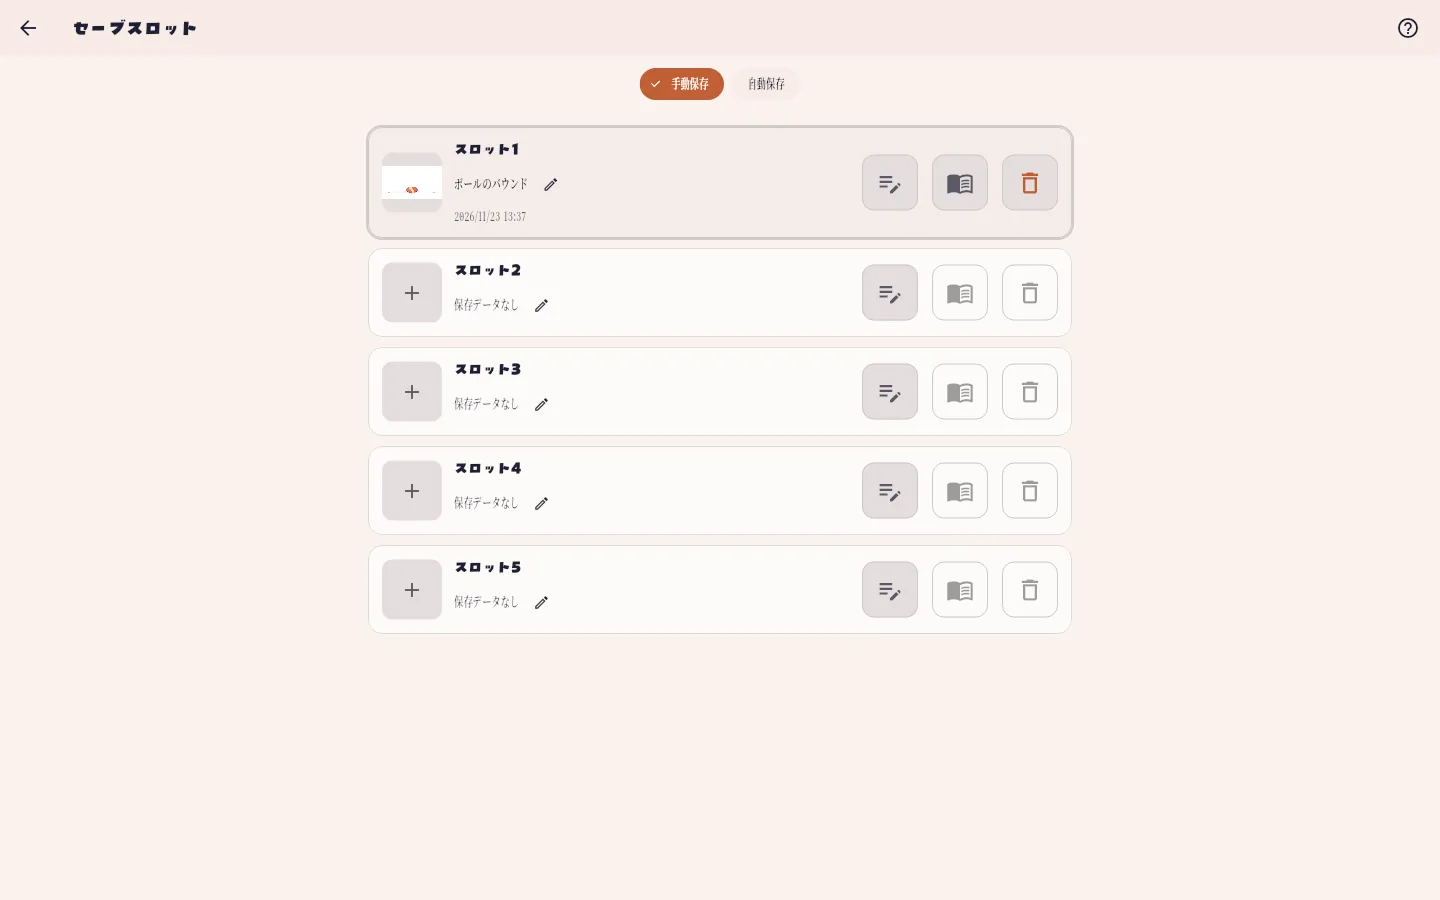 セーブスロット
手動保存
自動保存
スロット1
ボールのバウンド
2026/11/23 13:37
スロット2
保存データなし
スロット3
保存データなし
スロット4
保存データなし
スロット5
保存データなし